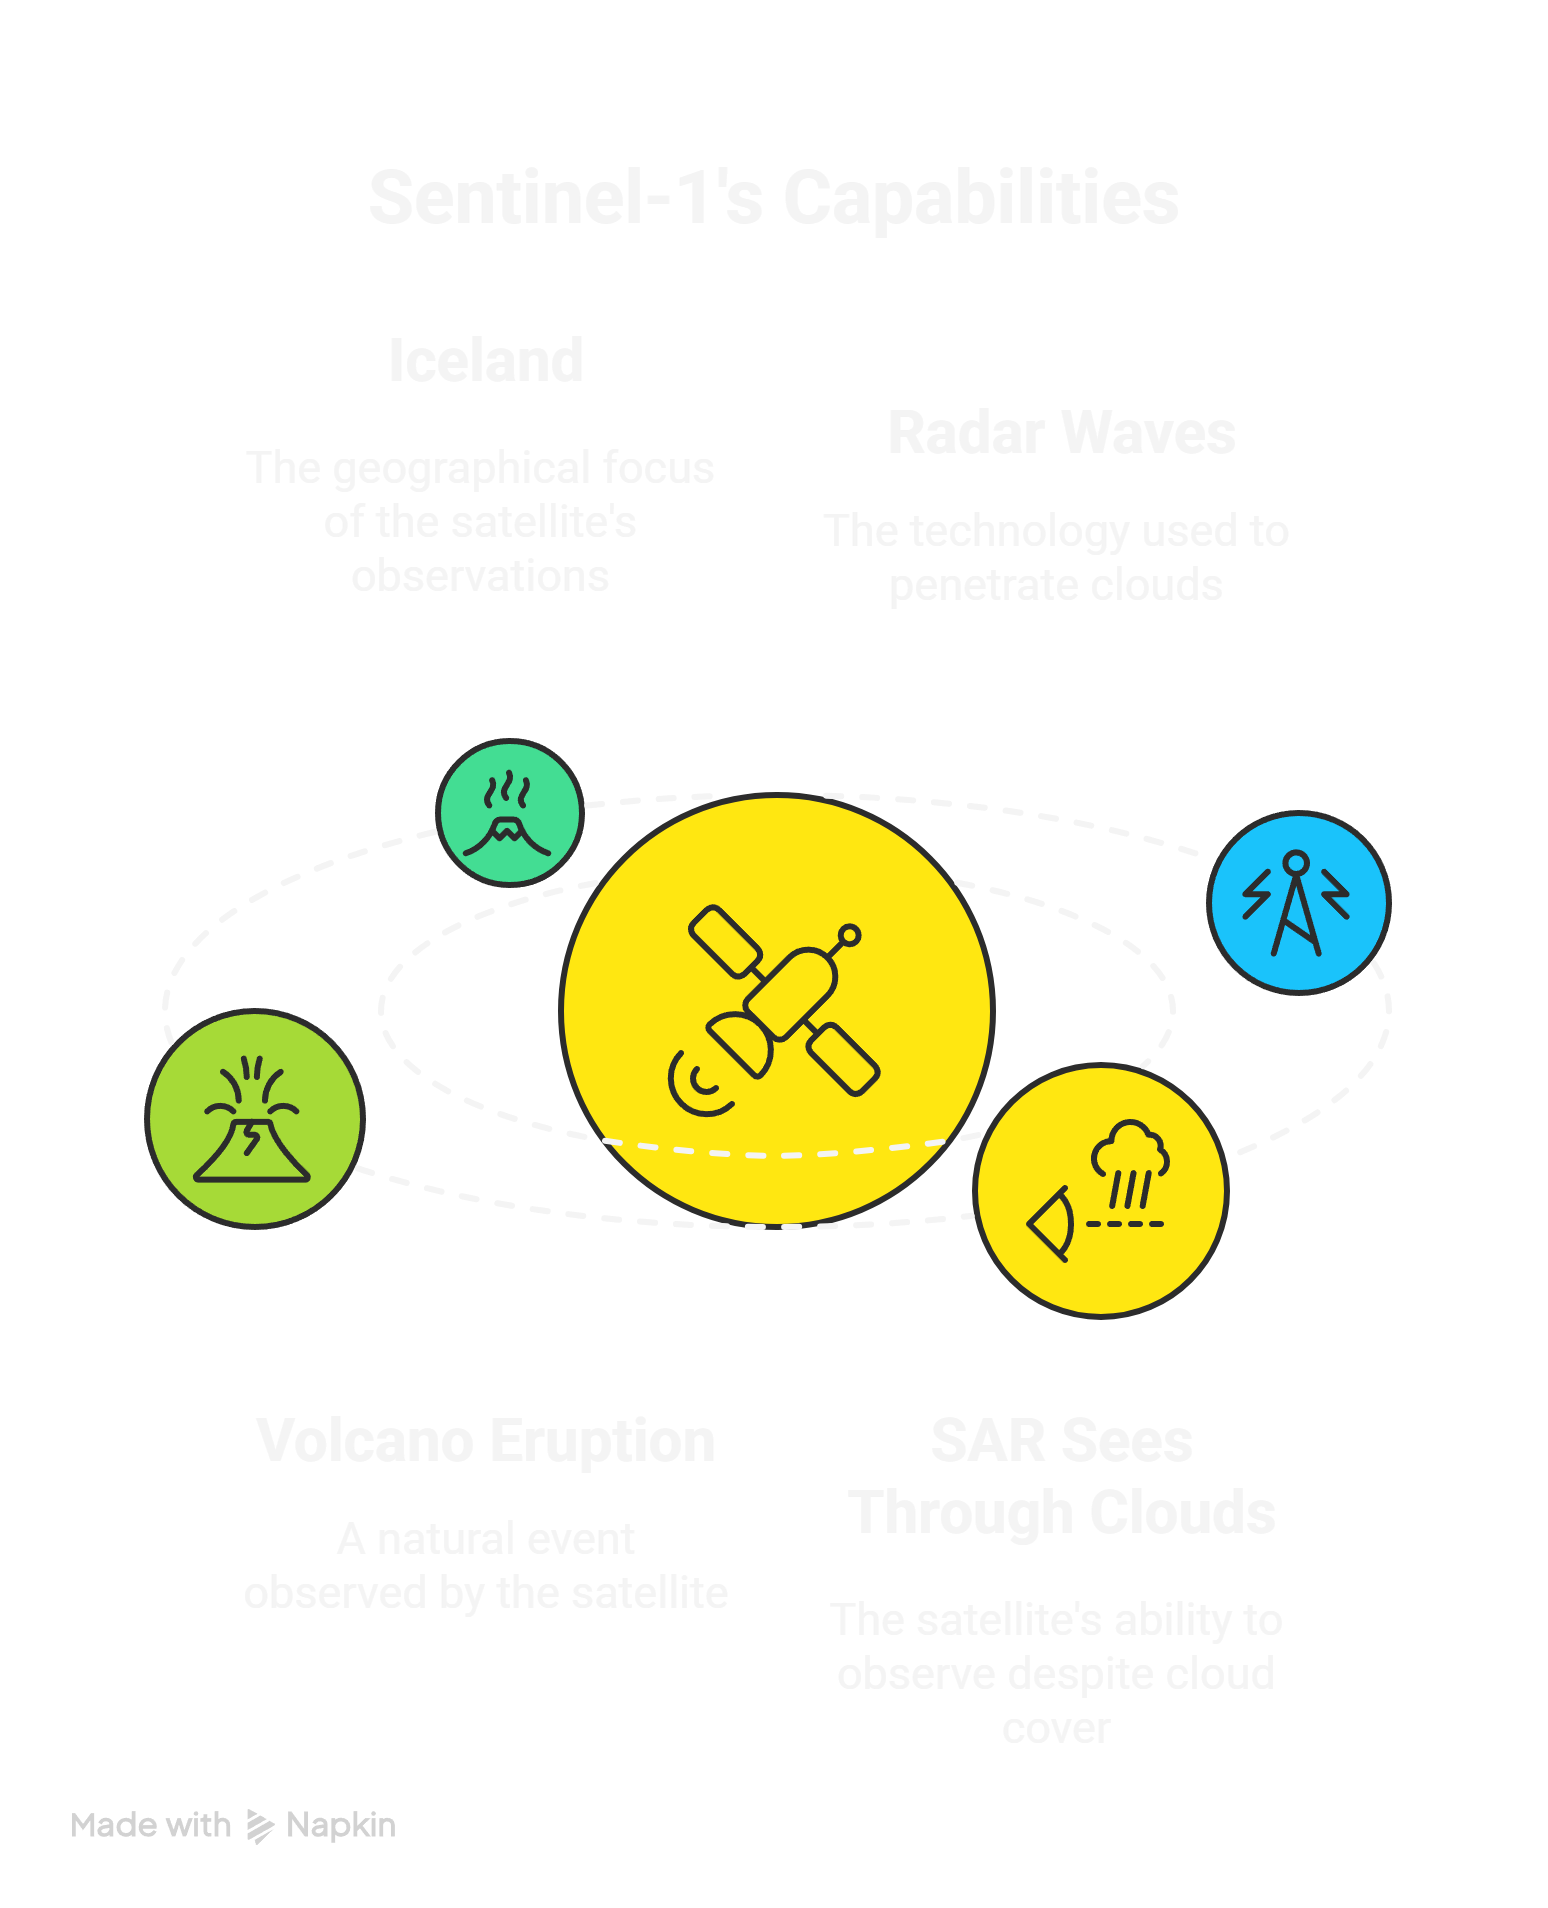 Sentinel-1's Capabilities
Iceland
The geographical focus
of the satellite's
observations
Radar Waves
The technology used to
penetrate clouds
Volcano Eruption
A natural event
observed by the satellite
SAR Sees
Through Clouds
The satellite's ability to
observe despite cloud
cover
Made with Napkin